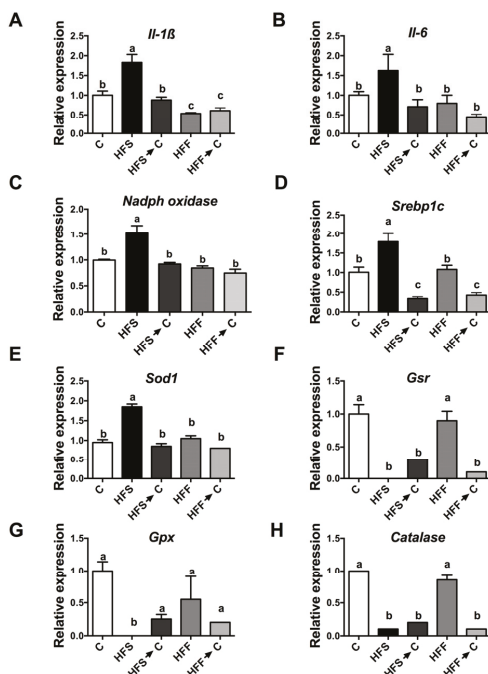 A
Il-1ß
Relative expression
2.5
2.0
1.5
1.0
0.5
0.0
b
a
b
c
c
C
HFS
HFS→C
HFF
HFF→C
B
Il-6
Relative expression
2.5
2.0
1.5
1.0
0.5
0.0
b
a
b
b
b
C
HFS
HFS→C
HFF
HFF→C
C
Nadph oxidase
Relative expression
2.0
1.5
1.0
0.5
0.0
b
a
b
b
b
C
HFS
HFS→C
HFF
HFF→C
D
Srebp1c
Relative expression
2.5
2.0
1.5
1.0
0.5
0.0
b
a
c
b
c
C
HFS
HFS→C
HFF
HFF→C
E
Sod1
Relative expression
2.5
2.0
1.5
1.0
0.5
0.0
b
a
b
b
b
C
HFS
HFS→C
HFF
HFF→C
F
Gsr
Relative expression
1.5
1.0
0.5
0.0
a
b
b
a
b
C
HFS
HFS→C
HFF
HFF→C
G
Gpx
Relative expression
1.5
1.0
0.5
0.0
a
b
a
a
a
C
HFS
HFS→C
HFF
HFF→C
H
Catalase
Relative expression
1.5
1.0
0.5
0.0
a
b
b
a
b
C
HFS
HFS→C
HFF
HFF→C